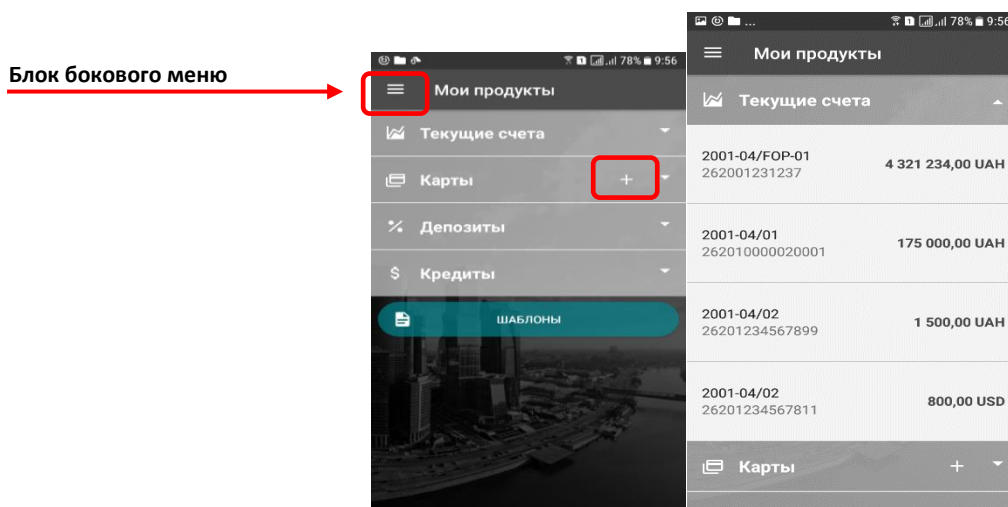 Блок бокового меню
78% 9:56
Мои продукты
Текущие счета
Карты +
Депозиты
$ Кредиты
ШАБЛОНЫ
... 78% 9:56
Мои продукты
Текущие счета
2001-04/FOP-01
262001231237
4 321 234,00 UAH
2001-04/01
262010000020001
175 000,00 UAH
2001-04/02
26201234567899
1 500,00 UAH
2001-04/02
26201234567811
800,00 USD
Карты +